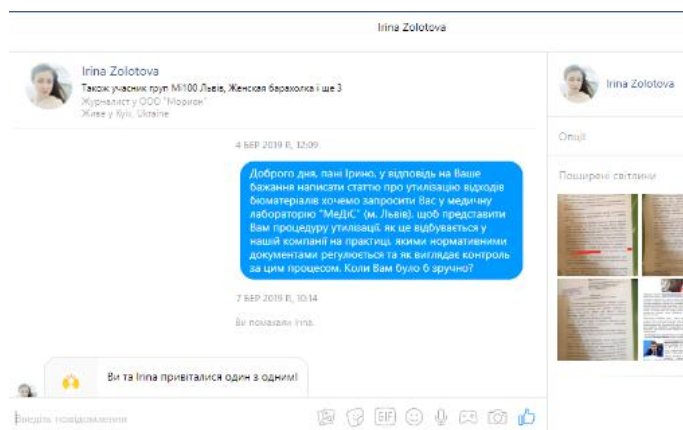 Irina Zolotova
Irina Zolotova
Також учасник груп Мі100 Львів, Женская барахолка і ще 3
Журналист у ООО "Морион"
Живе у Kyiv, Ukraine
Irina Zolotova
4 БЕР 2019 Р., 12:09
Опції
Доброго дня, пані Ірино, у відповідь на Ваше
бажання написати статтю про утилізацію відходів
біоматеріалів хочемо запросити Вас у медичну
лабораторію "МеДіС" (м. Львів), щоб представити
Вам процедуру утилізації, як це відбувається у
нашій компанії на практиці, якими нормативними
документами регулюється та як виглядає контроль
за цим процесом. Коли Вам було б зручно?
Поширені світлини
7 БЕР 2019 Р., 10:14
Ви помахали Irina.
Ви та Irina привіталися один з одним!
Введіть повідомлення
GIF